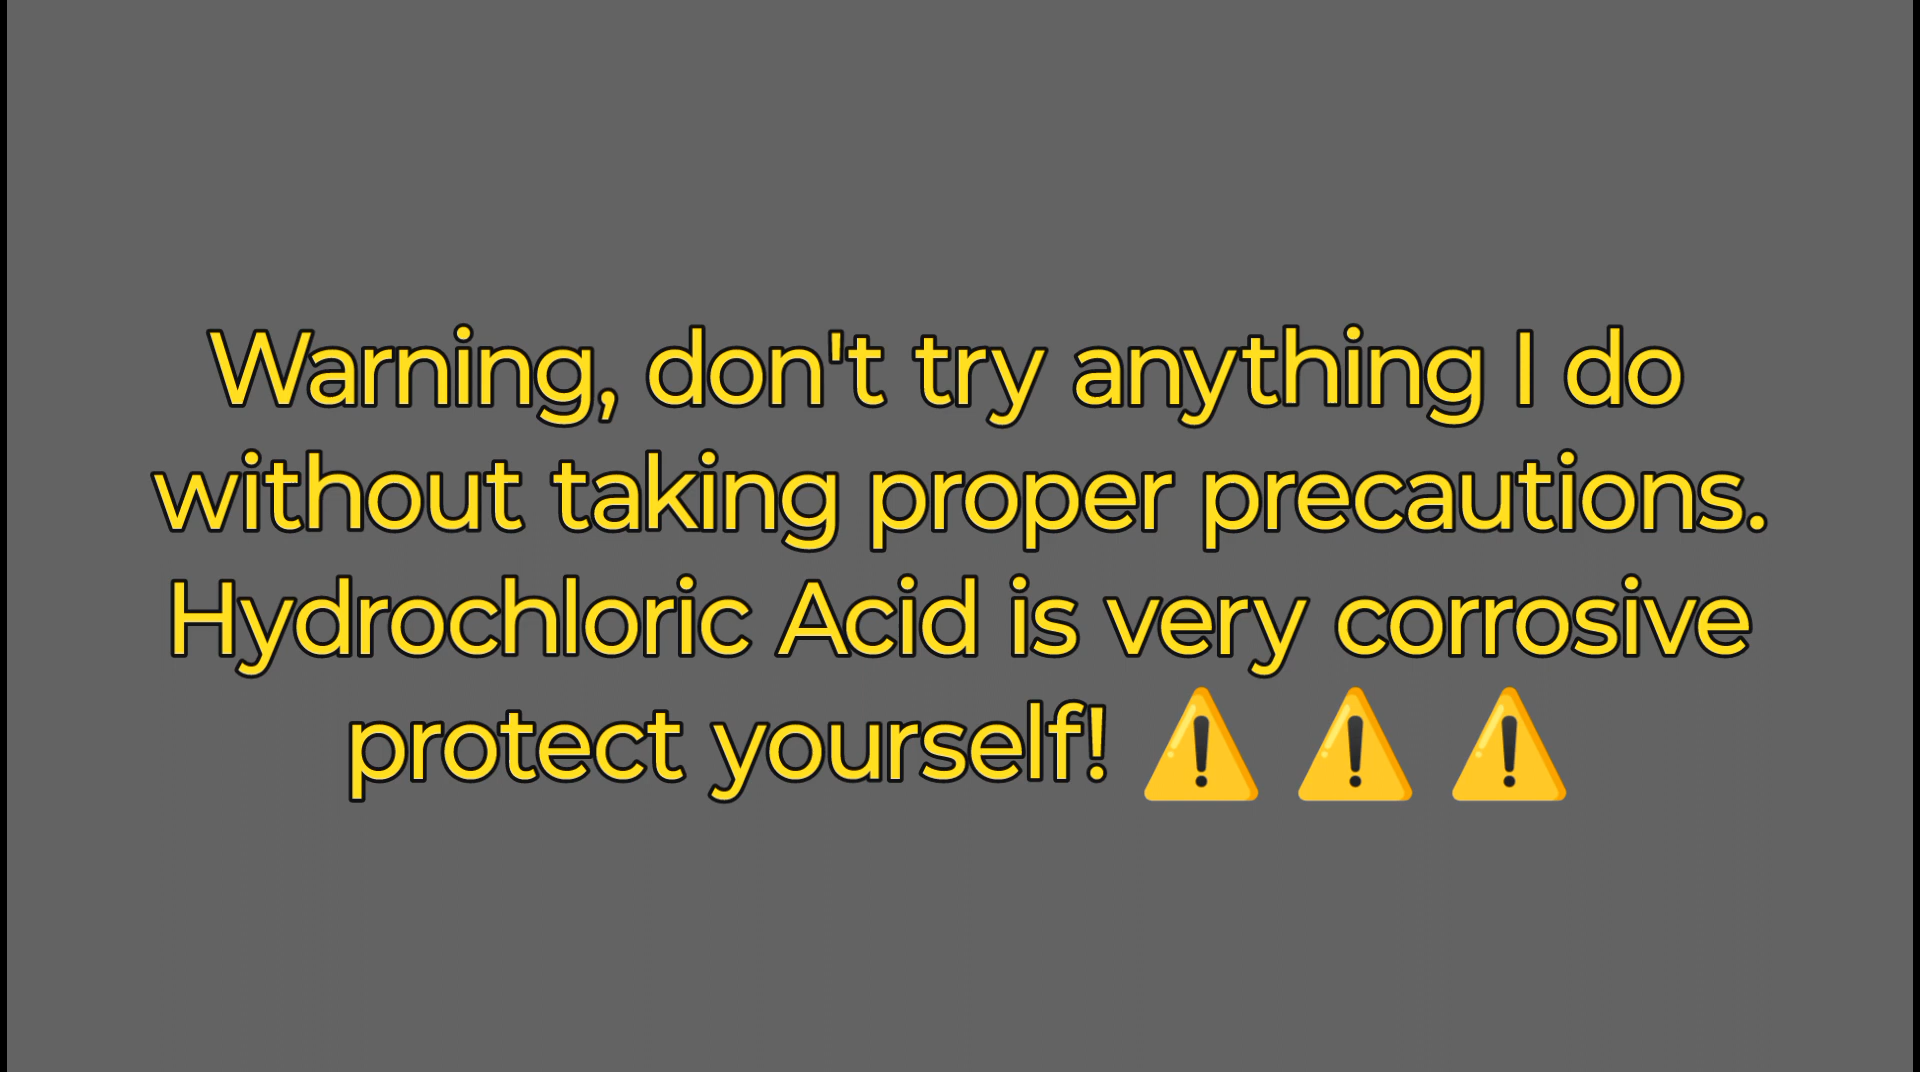 Warning, don't try anything I do
without taking proper precautions.
Hydrochloric Acid is very corrosive
protect yourself! ⚠️ ⚠️ ⚠️